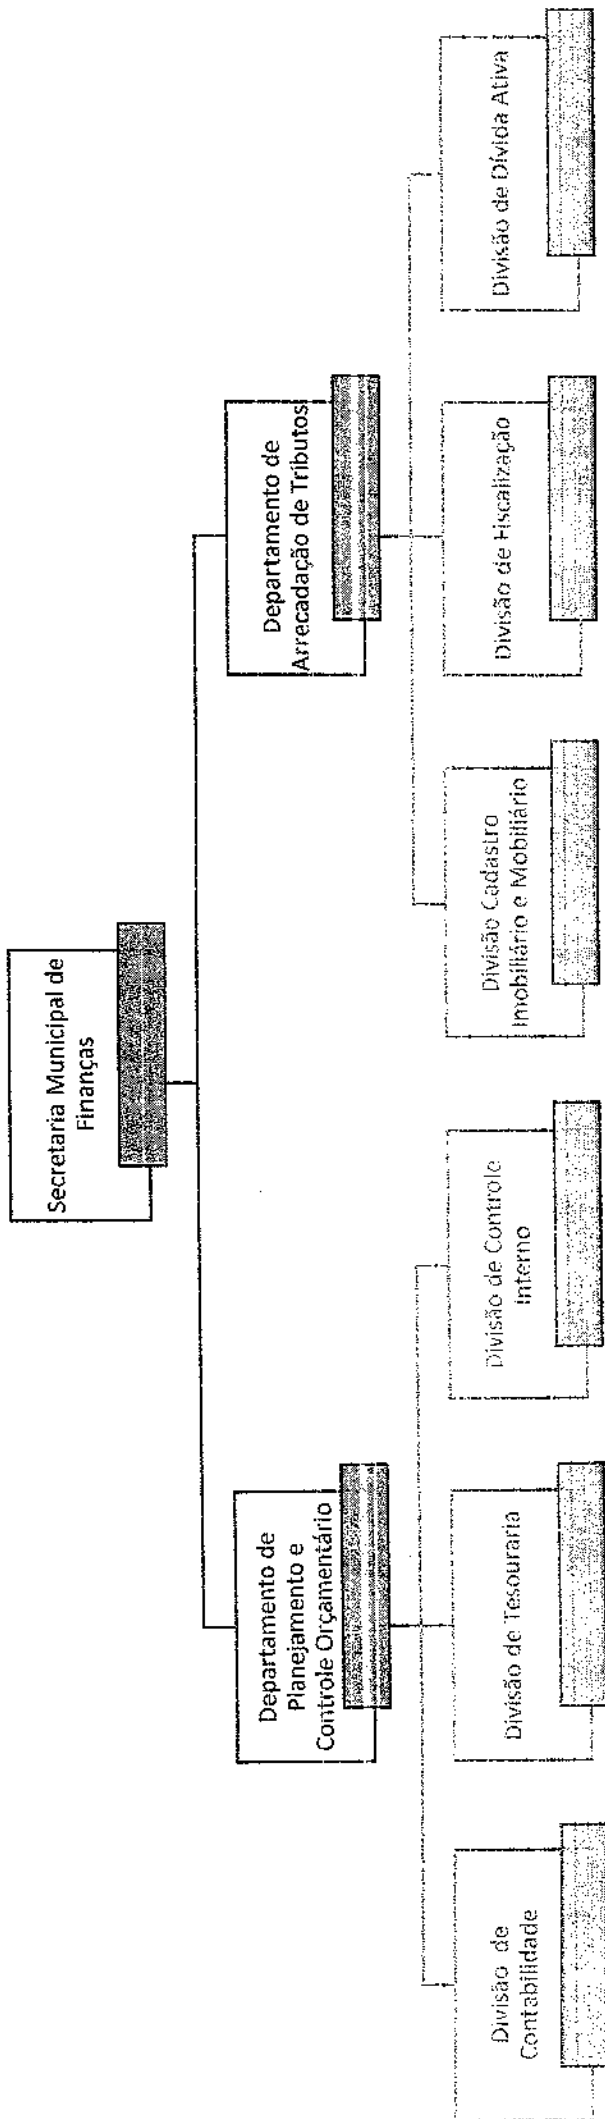 Secretaria Municipal de
Finanças
Departamento de
Planejamento e
Controle Orçamentário
Departamento de
Arrecadação de Tributos
Divisão de
Contabilidade
Divisão de Tesouraria
Divisão de Controle
Interno
Divisão Cadastro
Imobiliário e Mobiliário
Divisão de Fiscalização
Divisão de Dívida Ativa